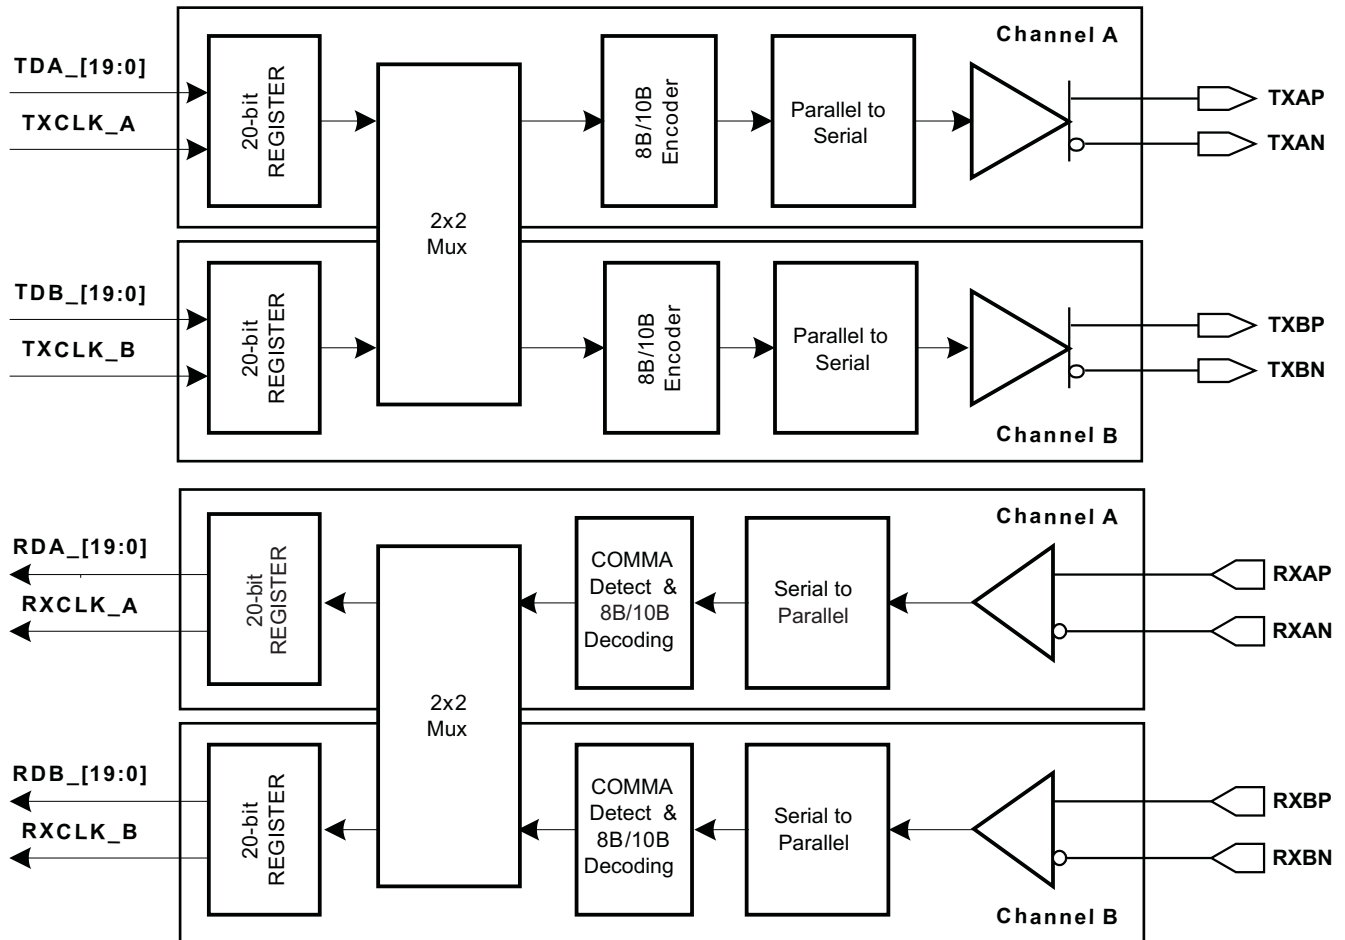 Channel A
TDA_[19:0]
TXCLK_A
20-bit
REGISTER
8B/10B
Encoder
Parallel to
Serial
TXAP
TXAN
2x2
Mux
TDB_[19:0]
TXCLK_B
20-bit
REGISTER
8B/10B
Encoder
Parallel to
Serial
TXBP
TXBN
Channel B
Channel A
RDA_[19:0]
RXCLK_A
20-bit
REGISTER
COMMA
Detect &
8B/10B
Decoding
Serial to
Parallel
RXAP
RXAN
2x2
Mux
RDB_[19:0]
RXCLK_B
20-bit
REGISTER
COMMA
Detect &
8B/10B
Decoding
Serial to
Parallel
RXBP
RXBN
Channel B